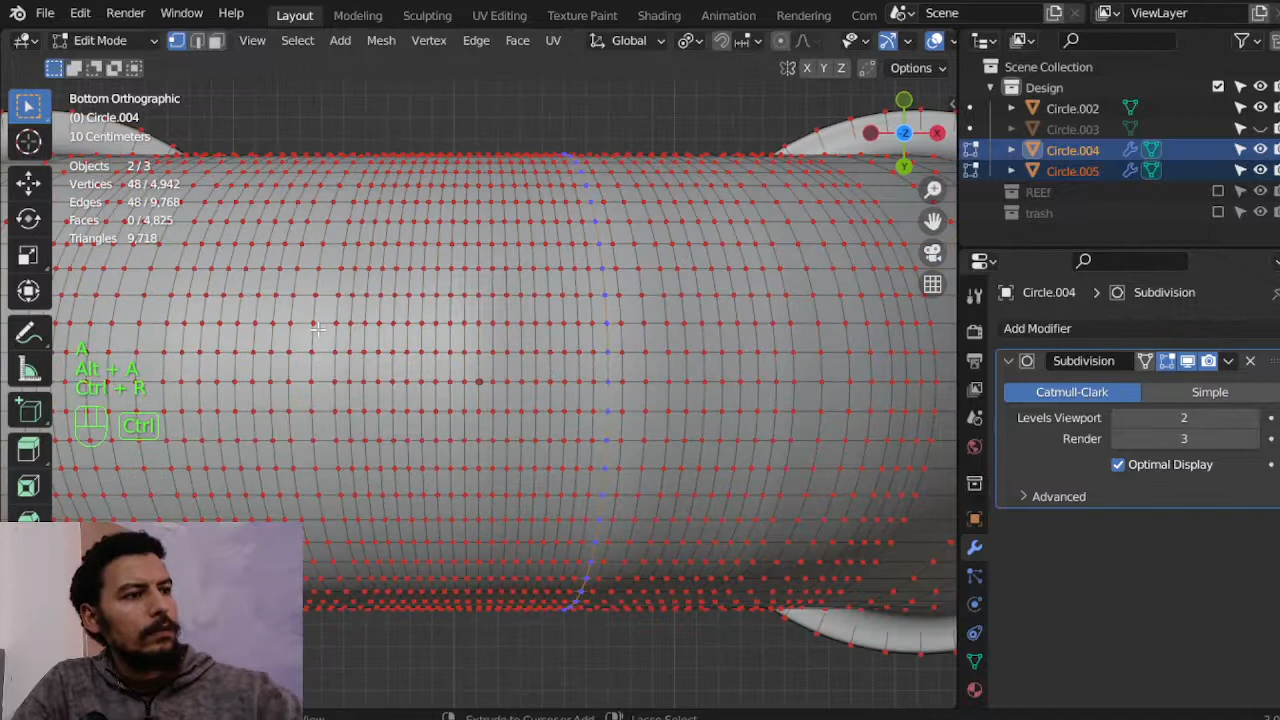 File Edit Render Window Help Layout Modeling Sculpting UV Editing Texture Paint Shading Animation Rendering Com Scene ViewLayer
Edit Mode View Select Add Mesh Vertex Edge Face UV Global
X Y Z Options
Scene Collection
Design
Circle.002
Circle.003
Circle.004
Circle.005
REEf
trash
Bottom Orthographic
(0) Circle.004
10 Centimeters
Objects 2 / 3
Vertices 48 / 4,942
Edges 48 / 9,768
Faces 0 / 4,825
Triangles 9,718
-Z X Y
A
Alt + A
Ctrl + R
Ctrl
Circle.004 > Subdivision
Add Modifier
Subdivision
Catmull-Clark Simple
Levels Viewport 2
Render 3
Optimal Display
Advanced